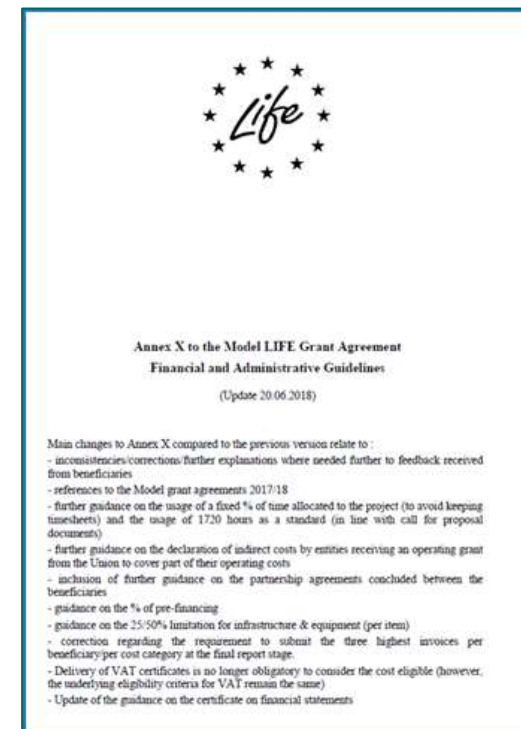 Life
Annex X to the Model LIFE Grant Agreement
Financial and Administrative Guidelines
(Update 20.06.2018)
Main changes to Annex X compared to the previous version relate to :
- inconsistencies/corrections/further explanations where needed further to feedback received
from beneficiaries
- references to the Model grant agreements 2017/18
- further guidance on the usage of a fixed % of time allocated to the project (to avoid keeping
timesheets) and the usage of 1720 hours as a standard (in line with call for proposal
documents)
- further guidance on the declaration of indirect costs by entities receiving an operating grant
from the Union to cover part of their operating costs
- inclusion of further guidance on the partnership agreements concluded between the
beneficiaries
- guidance on the % of pre-financing
- guidance on the 25/50% limitation for infrastructure & equipment (per item)
- correction regarding the requirement to submit the three highest invoices per
beneficiary/per cost category at the final report stage.
- Delivery of VAT certificates is no longer obligatory to consider the cost eligible (however,
the underlying eligibility criteria for VAT remain the same)
- Update of the guidance on the certificate on financial statements